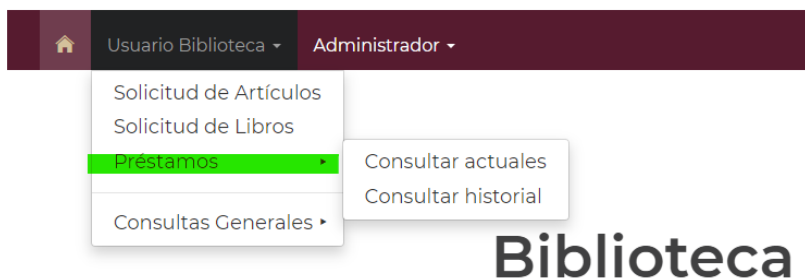 Usuario Biblioteca
Administrador
Solicitud de Artículos
Solicitud de Libros
Préstamos
Consultar actuales
Consultar historial
Consultas Generales
Biblioteca